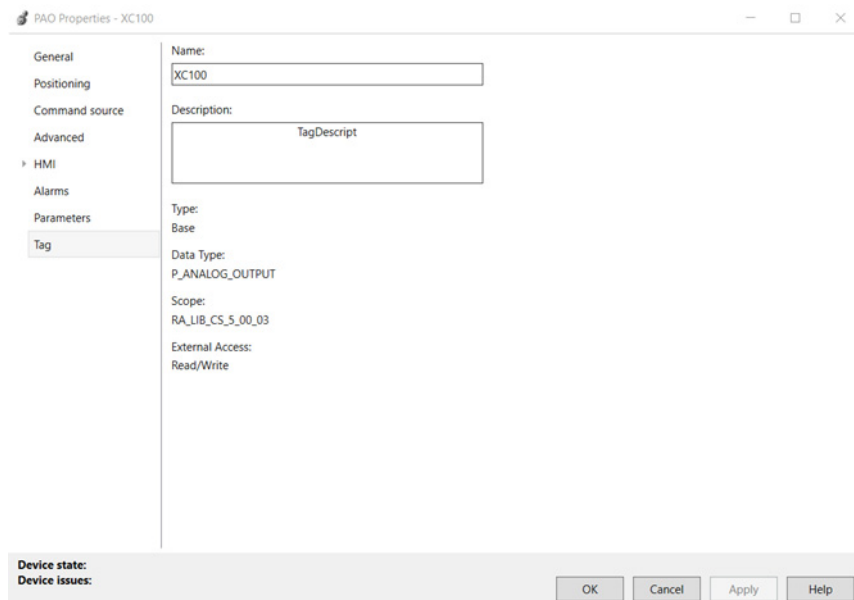 PAO Properties - XC100
General
Positioning
Command source
Advanced
HMI
Alarms
Parameters
Tag
Name:
XC100
Description:
TagDescript
Type:
Base
Data Type:
P_ANALOG_OUTPUT
Scope:
RA_LIB_CS_5_00_03
External Access:
Read/Write
Device state:
Device issues:
OK Cancel Apply Help